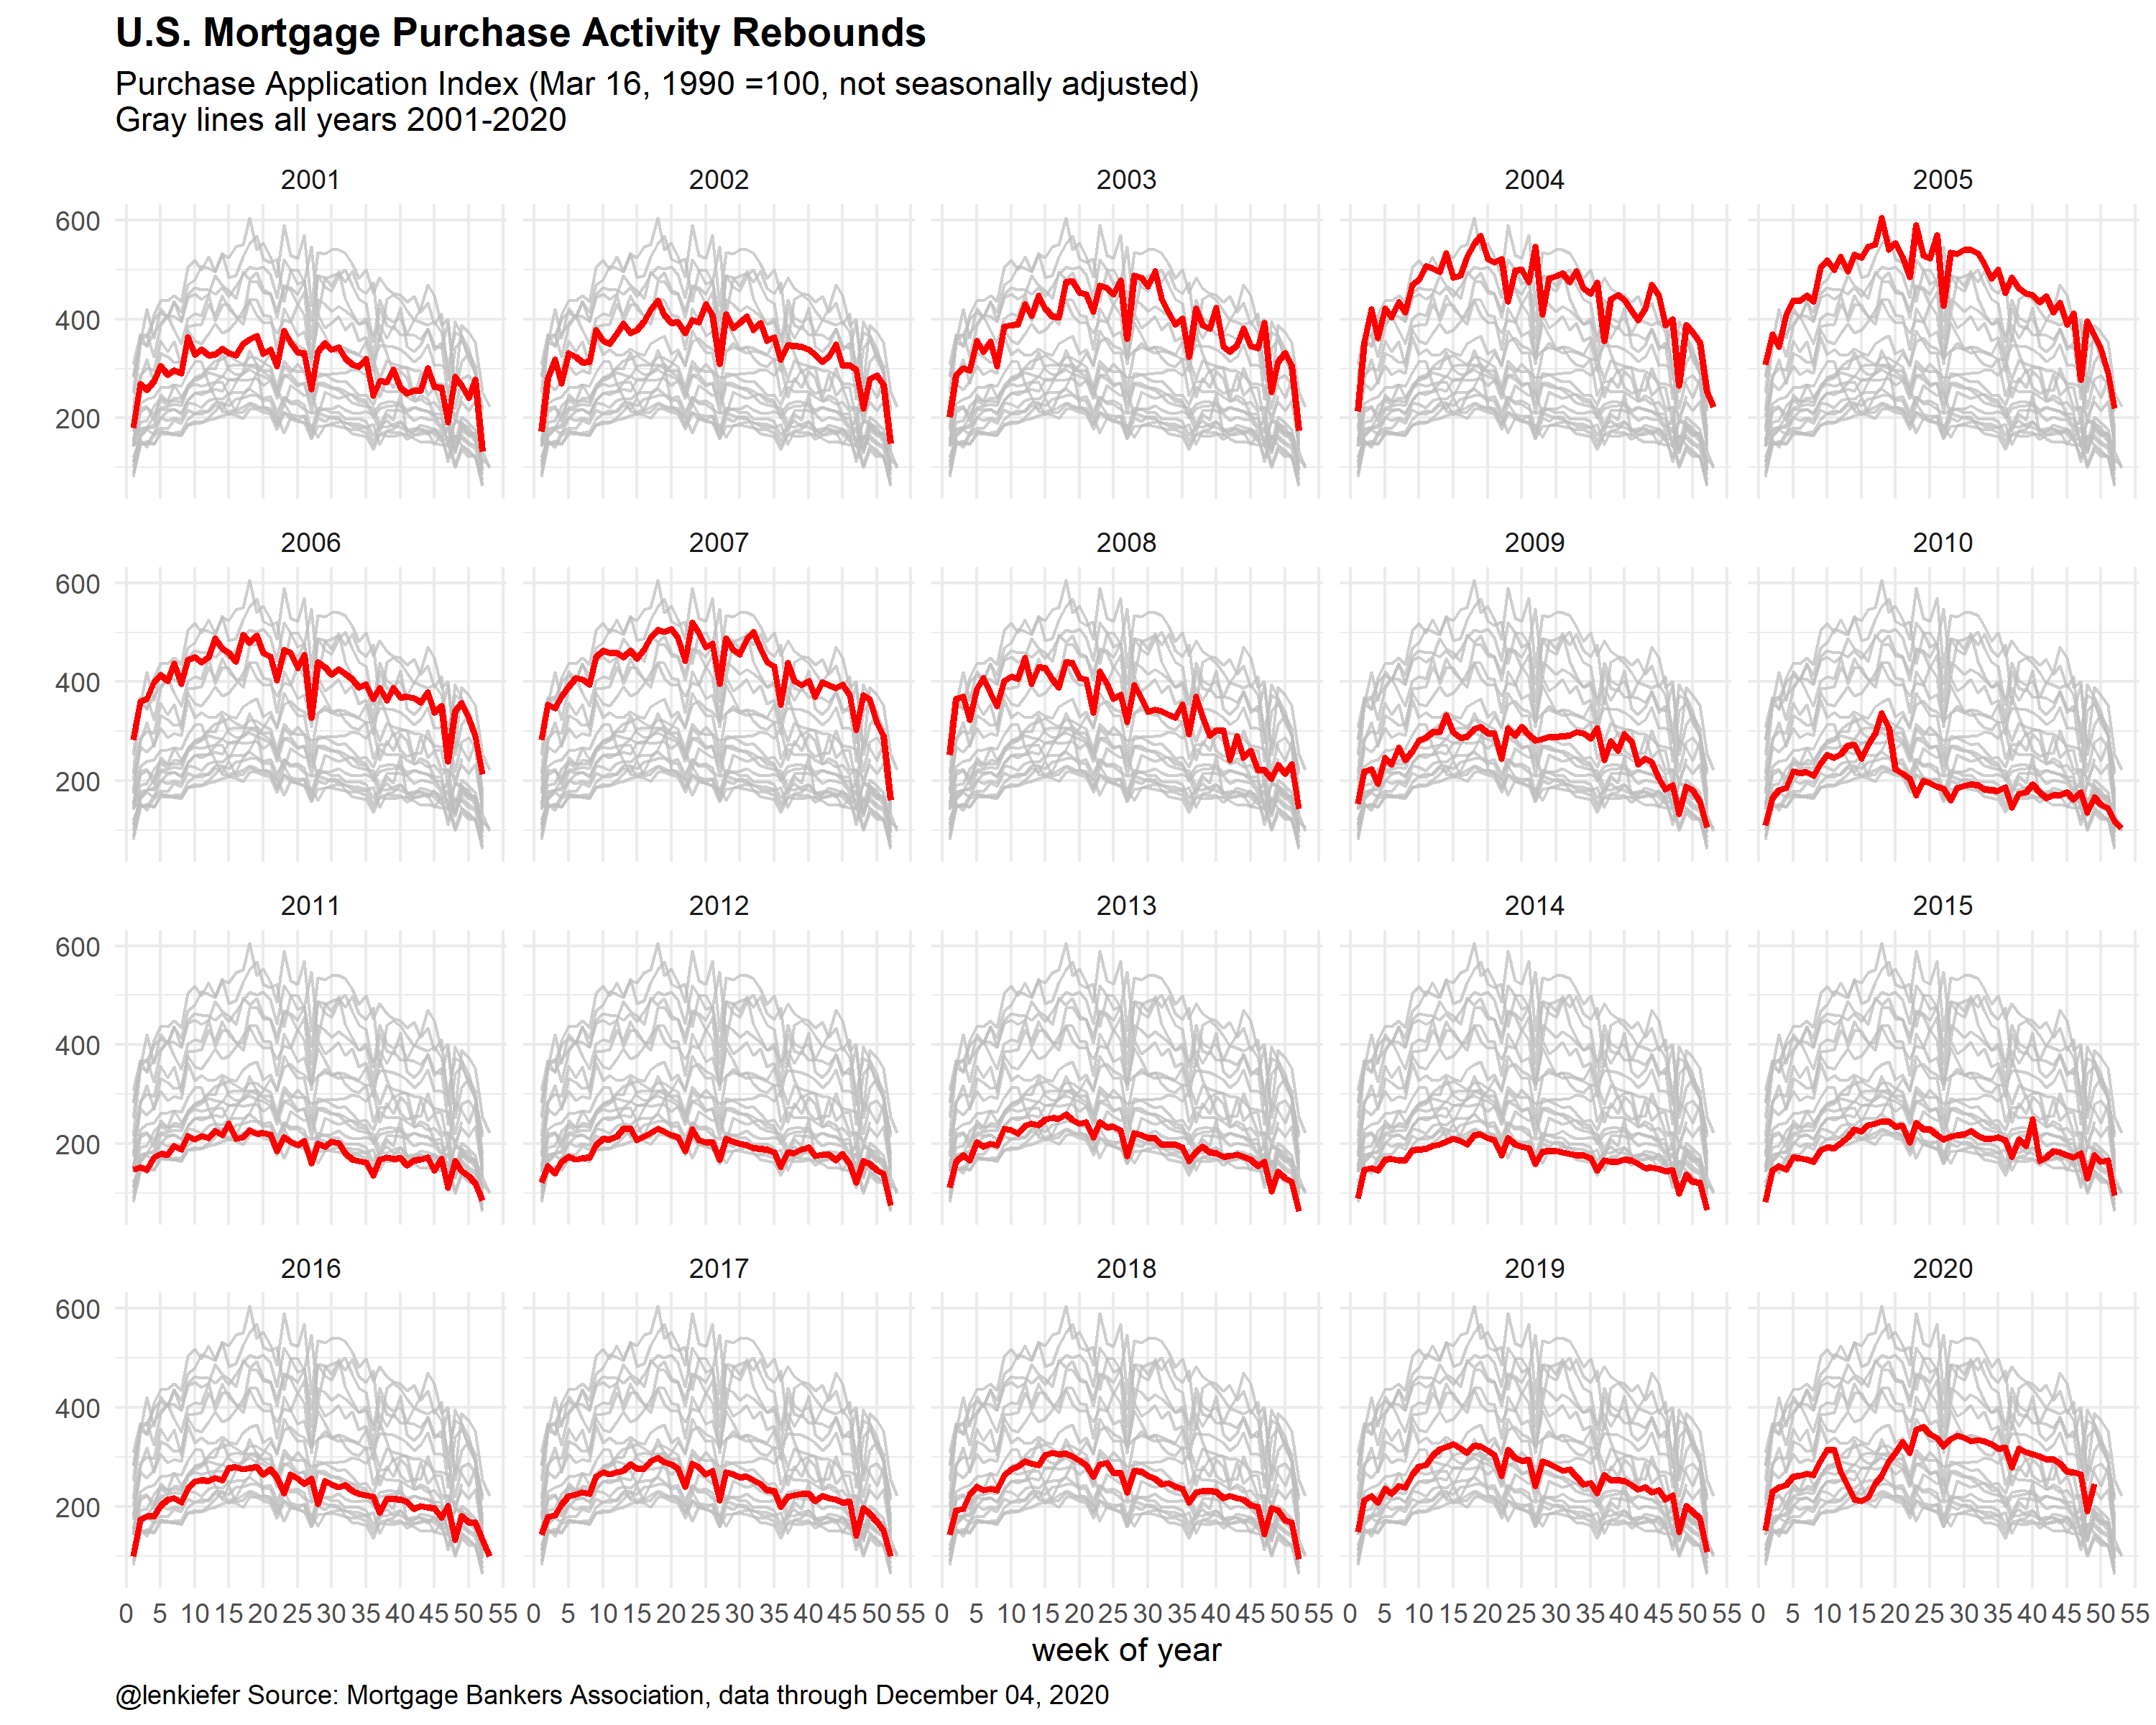 U.S. Mortgage Purchase Activity Rebounds
Purchase Application Index (Mar 16, 1990 =100, not seasonally adjusted)
Gray lines all years 2001-2020
2001 2002 2003 2004 2005
600
400
200
2006 2007 2008 2009 2010
600
400
200
2011 2012 2013 2014 2015
600
400
200
2016 2017 2018 2019 2020
600
400
200
0 5 10 15 20 25 30 35 40 45 50 55 0 5 10 15 20 25 30 35 40 45 50 55 0 5 10 15 20 25 30 35 40 45 50 55 0 5 10 15 20 25 30 35 40 45 50 55 0 5 10 15 20 25 30 35 40 45 50 55
week of year
@lenkiefer Source: Mortgage Bankers Association, data through December 04, 2020